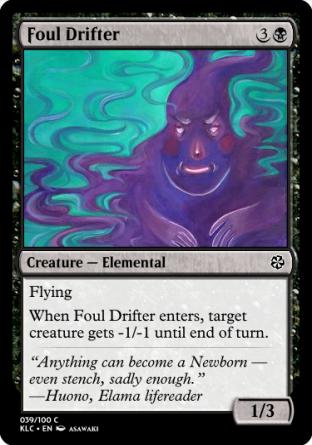 Foul Drifter 3
Creature — Elemental
Flying
When Foul Drifter enters, target
creature gets -1/-1 until end of turn.
“Anything can become a Newborn —
even stench, sadly enough.”
—Huono, Elama lifereader
1/3
039/100 C
KLC • EN ASAWAKI